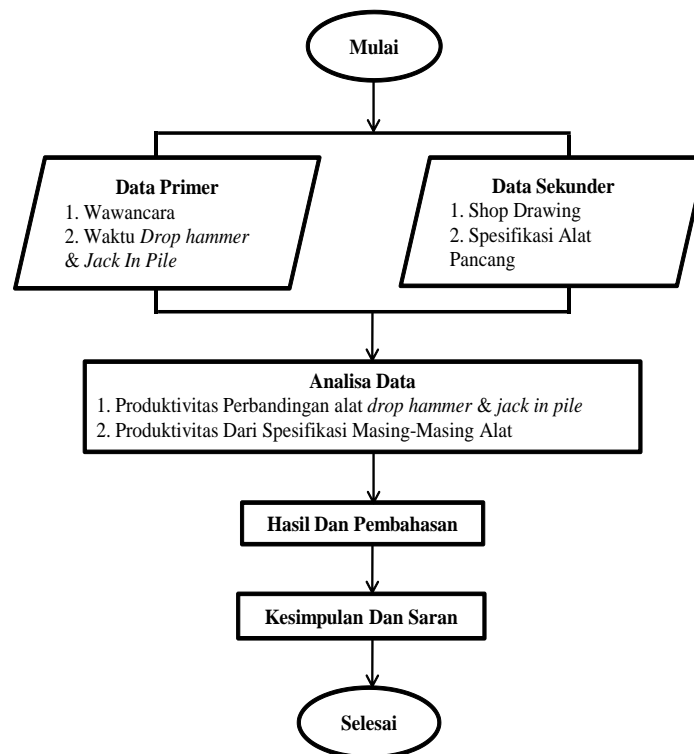 Mulai
Data Primer
1. Wawancara
2. Waktu Drop hammer
& Jack In Pile
Data Sekunder
1. Shop Drawing
2. Spesifikasi Alat
Pancang
Analisa Data
1. Produktivitas Perbandingan alat drop hammer & jack in pile
2. Produktivitas Dari Spesifikasi Masing-Masing Alat
Hasil Dan Pembahasan
Kesimpulan Dan Saran
Selesai